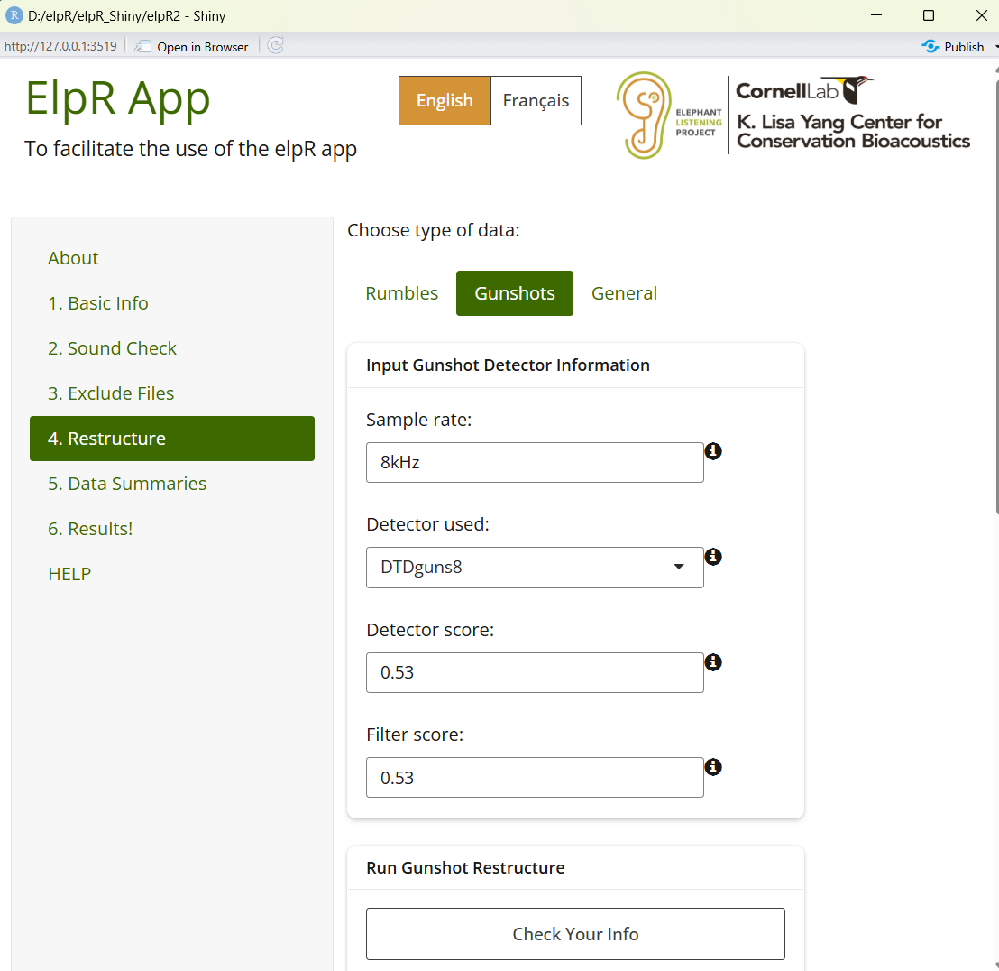 D:/elpR/elpR_Shiny/elpR2 - Shiny
http://127.0.0.1:3519
Open in Browser
Publish
ElpR App
To facilitate the use of the elpR app
English
Français
ELEPHANT
LISTENING
PROJECT
CornellLab
K. Lisa Yang Center for
Conservation Bioacoustics
About
1. Basic Info
2. Sound Check
3. Exclude Files
4. Restructure
5. Data Summaries
6. Results!
HELP
Choose type of data:
Rumbles
Gunshots
General
Input Gunshot Detector Information
Sample rate:
8kHz
Detector used:
DTDguns8
Detector score:
0.53
Filter score:
0.53
Run Gunshot Restructure
Check Your Info